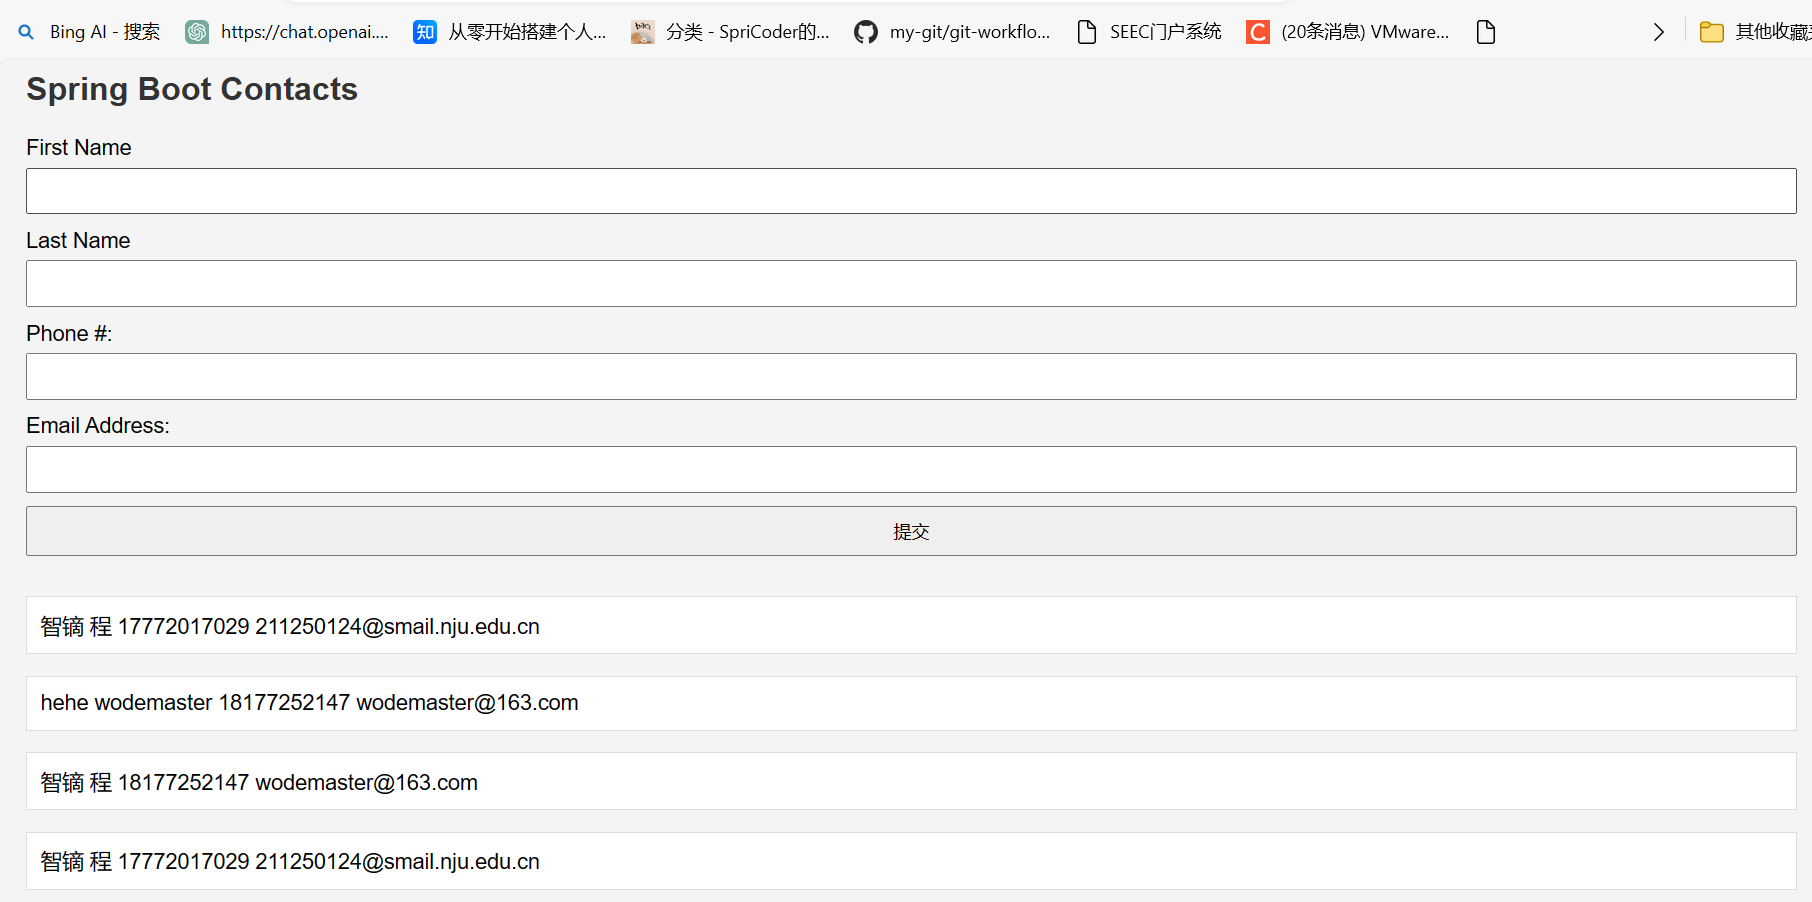 Bing AI - 搜索 https://chat.openai.... 知 从零开始搭建个人... 分类 - SpriCoder的... my-git/git-workflo... SEEC门户系统 C (20条消息) VMware... 其他收藏夹
Spring Boot Contacts
First Name
Last Name
Phone #:
Email Address:
提交
智镝 程 17772017029 211250124@smail.nju.edu.cn
hehe wodemaster 18177252147 wodemaster@163.com
智镝 程 18177252147 wodemaster@163.com
智镝 程 17772017029 211250124@smail.nju.edu.cn